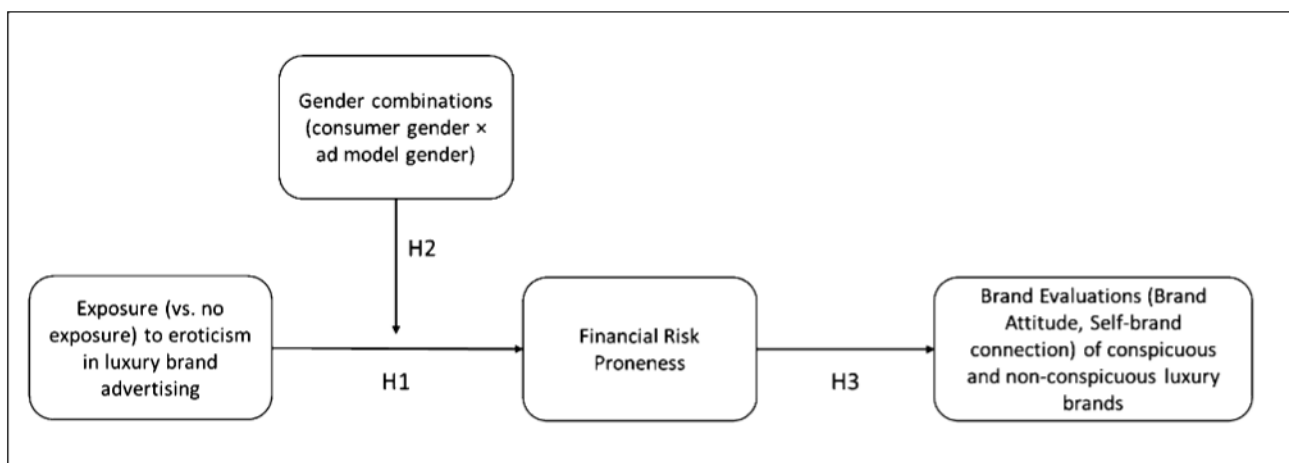 Gender combinations
(consumer gender ×
ad model gender)
H2
Exposure (vs. no
exposure) to eroticism
in luxury brand
advertising
H1
Financial Risk
Proneness
H3
Brand Evaluations (Brand
Attitude, Self-brand
connection) of conspicuous
and non-conspicuous luxury
brands